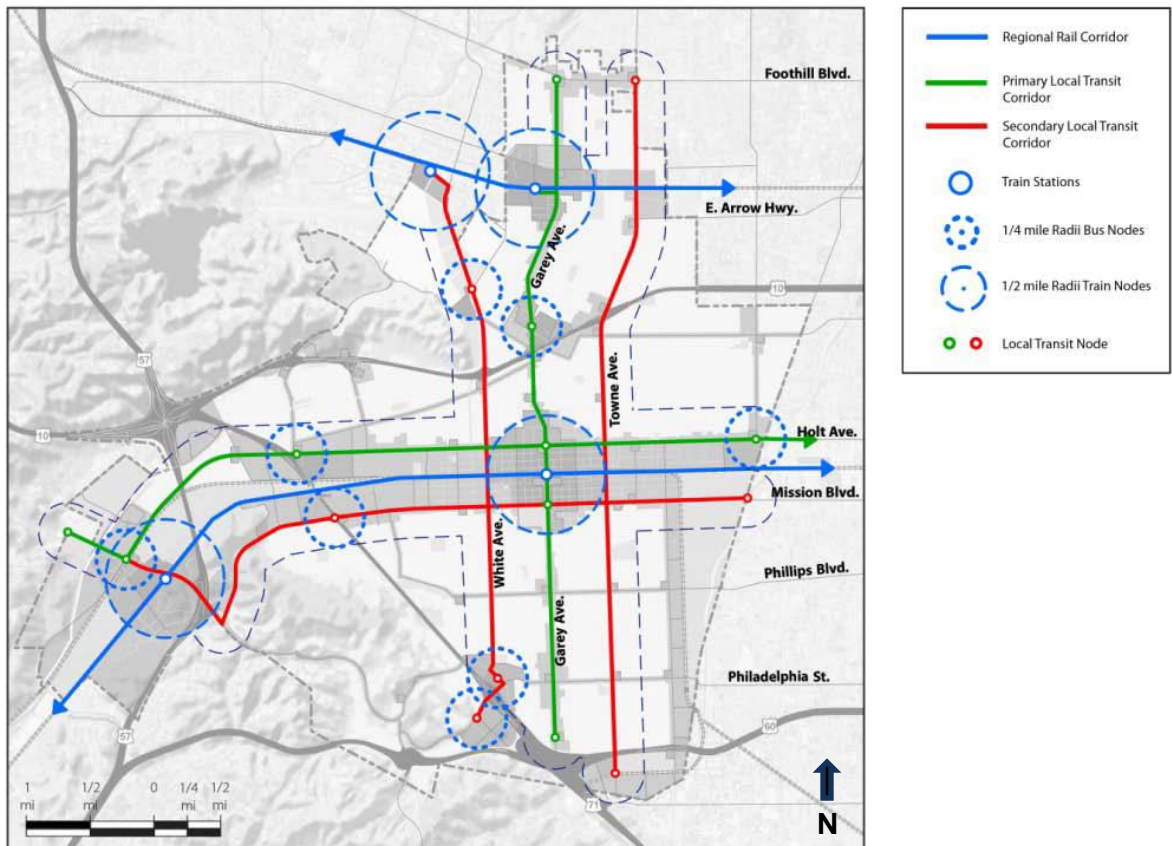 Foothill Blvd.
E. Arrow Hwy.
Garey Ave.
10
57
Towne Ave.
10
Holt Ave.
Mission Blvd.
White Ave.
Phillips Blvd.
Garey Ave.
Philadelphia St.
60
57
71
1
mi
1/2
mi
0
1/4
mi
1/2
mi
N
Regional Rail Corridor
Primary Local Transit
Corridor
Secondary Local Transit
Corridor
Train Stations
1/4 mile Radii Bus Nodes
1/2 mile Radii Train Nodes
Local Transit Node